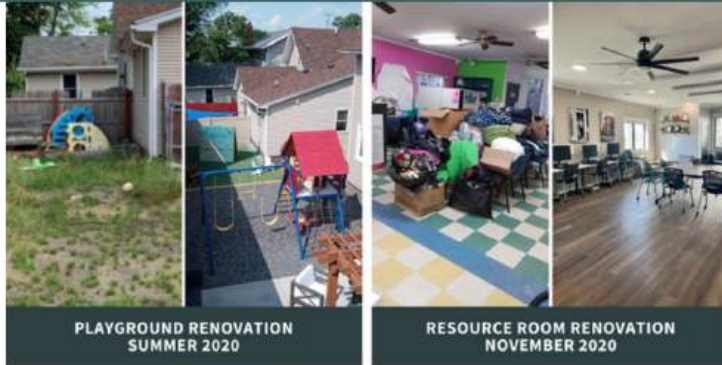 PLAYGROUND RENOVATION
SUMMER 2020
RESOURCE ROOM RENOVATION
NOVEMBER 2020